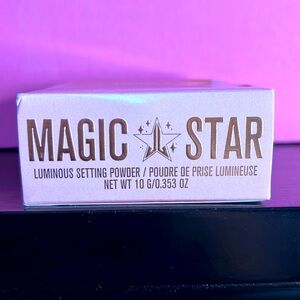 MAGIC STAR
LUMINOUS SETTING POWDER / POUDRE DE PRISE LUMINEUSE
NET WT 10 G/0.353 OZ